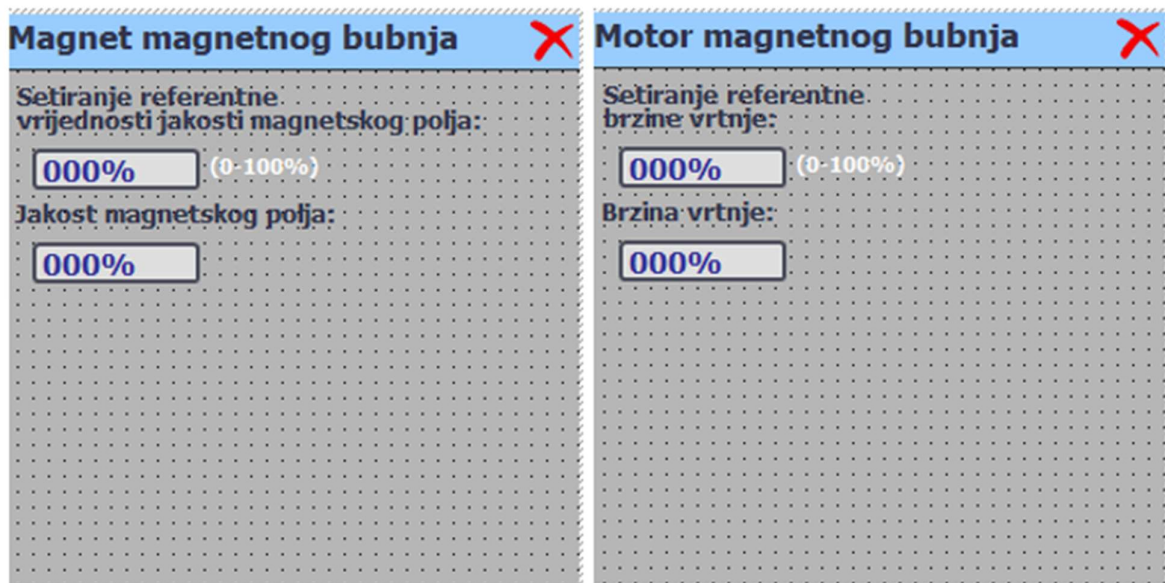 Magnet magnetnog bubnja
Setiranje referentne
vrijednosti jakosti magnetskog polja:
000%
(0-100%)
Jakost magnetskog polja:
000%
Motor magnetnog bubnja
Setiranje referentne
brzine vrtnje:
000%
(0-100%)
Brzina vrtnje:
000%